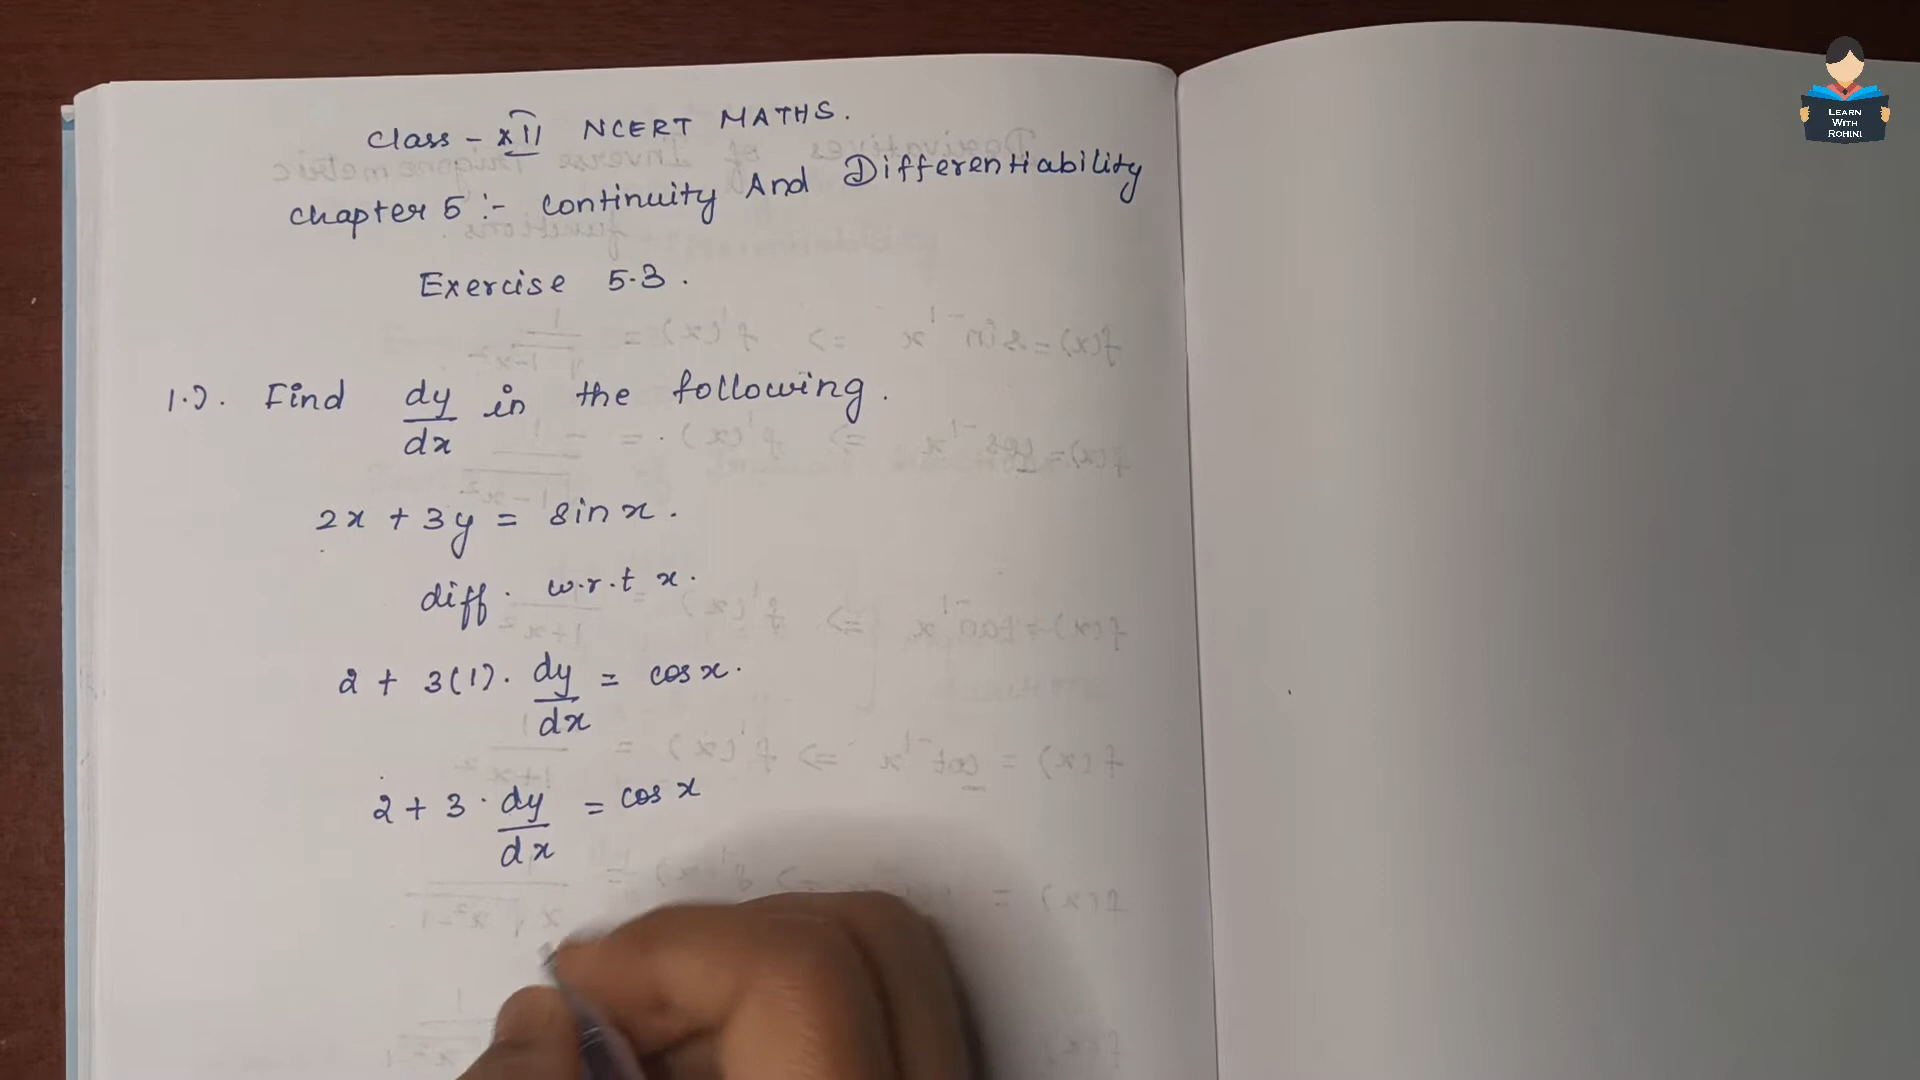 Class - XII NCERT MATHS.
Chapter 5 :- Continuity And Differentiability
Exercise 5.3.
1.). Find dy/dx in the following.
2x + 3y = sin x.
diff. w.r.t x.
2 + 3(1). dy/dx = cos x.
2 + 3 . dy/dx = cos x
LEARN
WITH
ROHINI